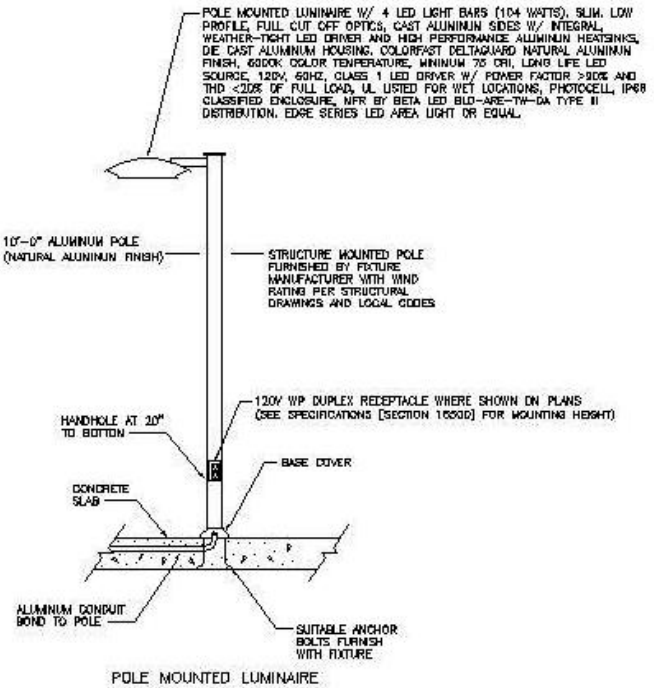 POLE MOUNTED LUMINAIRE W/ 4 LED LIGHT BARS (104 WATTS). SLIM, LOW
PROFILE, FULL CUT OFF OPTICS, CAST ALUMINUM SIDES W/ INTEGRAL,
WEATHER-TIGHT LED DRIVER AND HIGH PERFORMANCE ALUMINUM HEATSINKS,
DIE CAST ALUMINUM HOUSING. COLORFAST DELTAGUARD NATURAL ALUMINUM
FINISH, 6000K COLOR TEMPERATURE, MINIMUM 75 CRI, LONG LIFE LED
SOURCE, 120V, 60HZ, CLASS 1 LED DRIVER W/ POWER FACTOR >90% AND
THD <20% OF FULL LOAD, UL LISTED FOR WET LOCATIONS, PHOTOCELL, IP66
CLASSIFIED ENCLOSURE, MFR BY BETA LED BLD-ARE-TW-DA TYPE III
DISTRIBUTION. EDGE SERIES LED AREA LIGHT OR EQUAL.
10'-0" ALUMINUM POLE
(NATURAL ALUMINUM FINISH)
STRUCTURE MOUNTED POLE
FURNISHED BY FIXTURE
MANUFACTURER WITH WIND
RATING PER STRUCTURAL
DRAWINGS AND LOCAL CODES
120V WP DUPLEX RECEPTACLE WHERE SHOWN ON PLANS
(SEE SPECIFICATIONS [SECTION 16500] FOR MOUNTING HEIGHT)
HANDHOLE AT 20"
TO BOTTOM
BASE COVER
CONCRETE
SLAB
ALUMINUM CONDUIT
BOND TO POLE
SUITABLE ANCHOR
BOLTS FURNISH
WITH FIXTURE
POLE MOUNTED LUMINAIRE